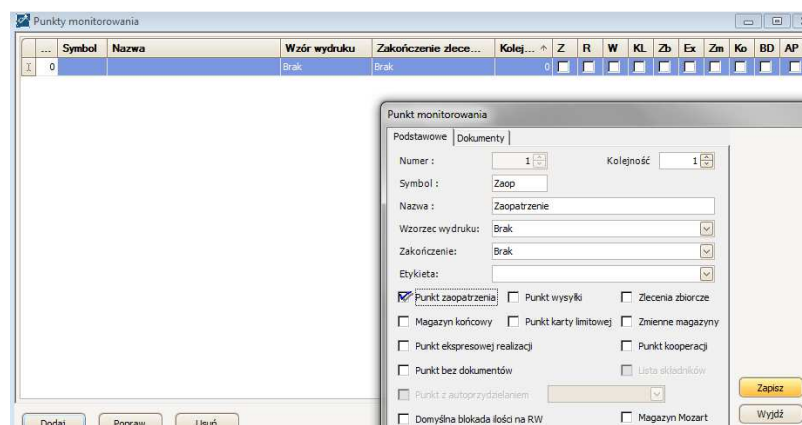 Punkty monitorowania
... Symbol Nazwa Wzór wydruku Zakończenie zlece... Kolej... Z R W KL Zb Ex Zm Ko BD AP
0 Brak Brak 0
Punkt monitorowania
Podstawowe Dokumenty
Numer : 1 Kolejność 1
Symbol : Zaop
Nazwa : Zaopatrzenie
Wzorzec wydruku: Brak
Zakończenie: Brak
Etykieta:
Punkt zaopatrzenia Punkt wysyłki Zlecenia zbiorcze
Magazyn końcowy Punkt karty limitowej Zmienne magazyny
Punkt ekspresowej realizacji Punkt kooperacji
Punkt bez dokumentów Lista składników
Punkt z autoprzydzielaniem Zapisz
Dodaj Popraw Usuń Domyślna blokada ilości na RW Magazyn Mozart Wyjdź